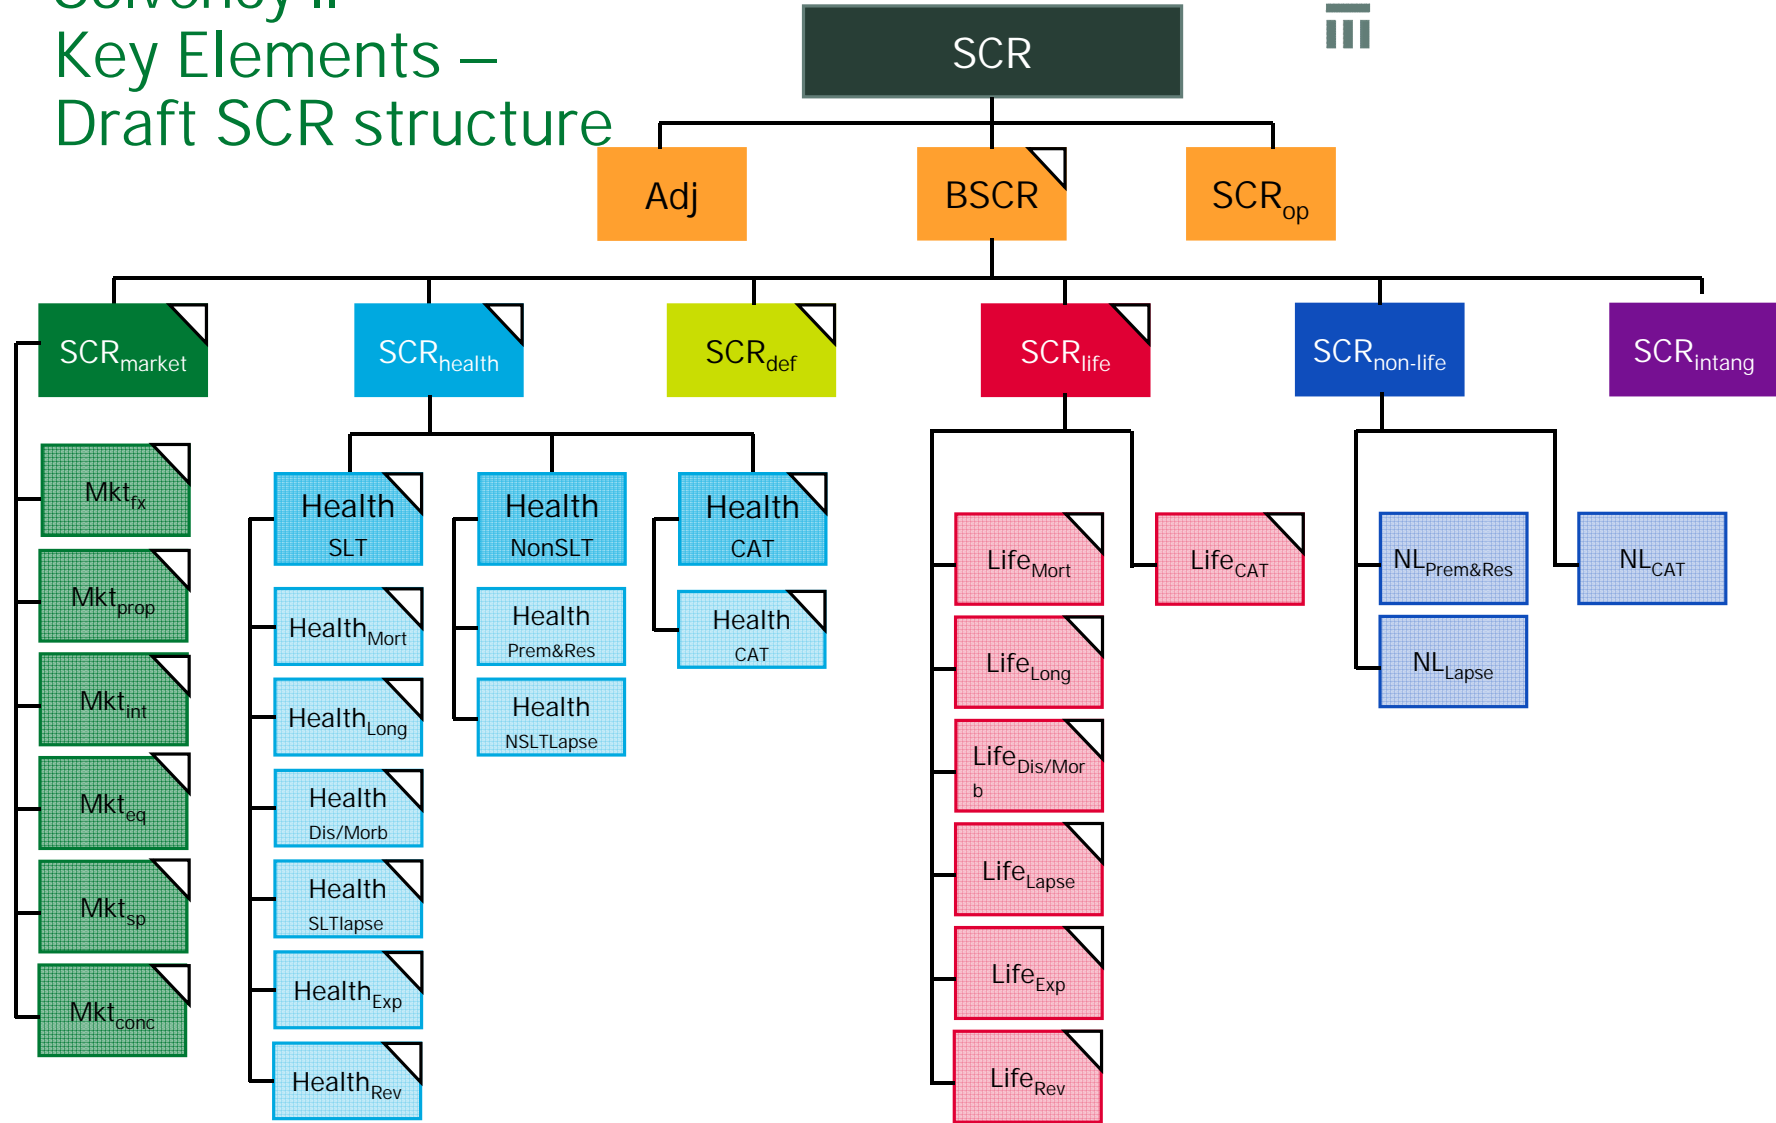 Solvency II
Key Elements –
Draft SCR structure
SCR
Adj
BSCR
SCRop
SCRmarket
SCRhealth
SCRdef
SCRlife
SCRnon-life
SCRintang
Mktfx
Mktprop
Mktint
Mkteq
Mktsp
Mktconc
Health
SLT
HealthMort
HealthLong
Health
Dis/Morb
Health
SLTlapse
HealthExp
HealthRev
Health
NonSLT
Health
Prem&Res
Health
NSLTLapse
Health
CAT
Health
CAT
LifeMort
LifeLong
LifeDis/Mor
b
LifeLapse
LifeExp
LifeRev
LifeCAT
NLPrem&Res
NLLapse
NLCAT